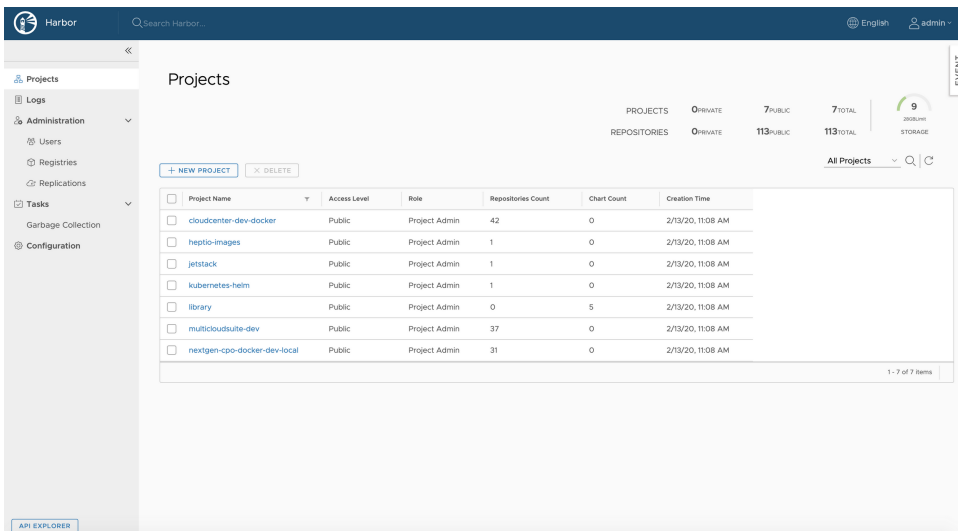 Harbor
Search Harbor...
English
admin
EVENT
Projects
Logs
Administration
Users
Registries
Replications
Tasks
Garbage Collection
Configuration
API EXPLORER
Projects
PROJECTS 0PRIVATE 7PUBLIC 7TOTAL
REPOSITORIES 0PRIVATE 113PUBLIC 113TOTAL
9
STORAGE
All Projects
+ NEW PROJECT
× DELETE
Project Name Access Level Role Repositories Count Chart Count Creation Time
cloudcenter-dev-docker Public Project Admin 42 0 2/13/20, 11:08 AM
heptio-images Public Project Admin 1 0 2/13/20, 11:08 AM
jetstack Public Project Admin 1 0 2/13/20, 11:08 AM
kubernetes-helm Public Project Admin 1 0 2/13/20, 11:08 AM
library Public Project Admin 0 5 2/13/20, 11:08 AM
multicloudsuite-dev Public Project Admin 37 0 2/13/20, 11:08 AM
nextgen-cpo-docker-dev-local Public Project Admin 31 0 2/13/20, 11:08 AM
1 - 7 of 7 items